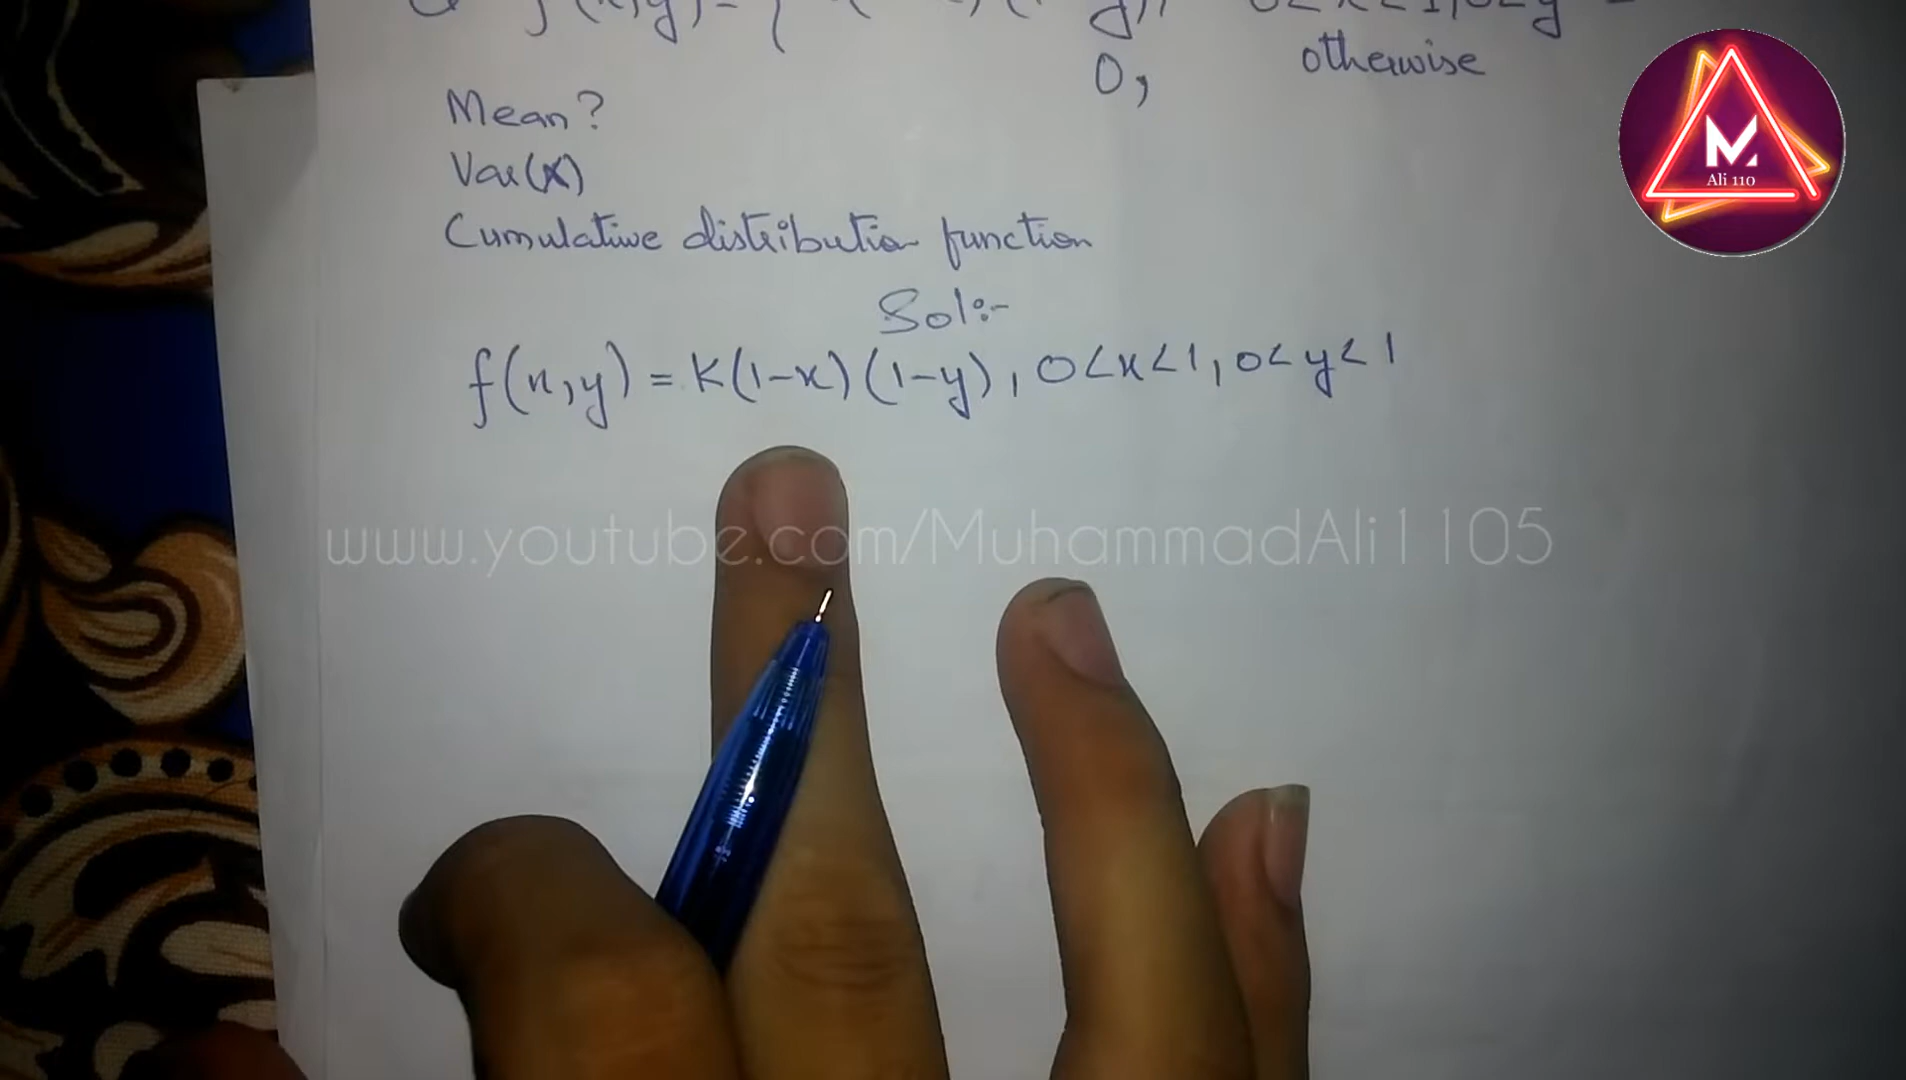 0,
otherwise
Mean?
Var(X)
Cumulative distribution function
Sol:-
f(x,y) = K(1-x)(1-y), 0<x<1, 0<y<1
www.youtube.com/MuhammadAli1105
M
Ali 110